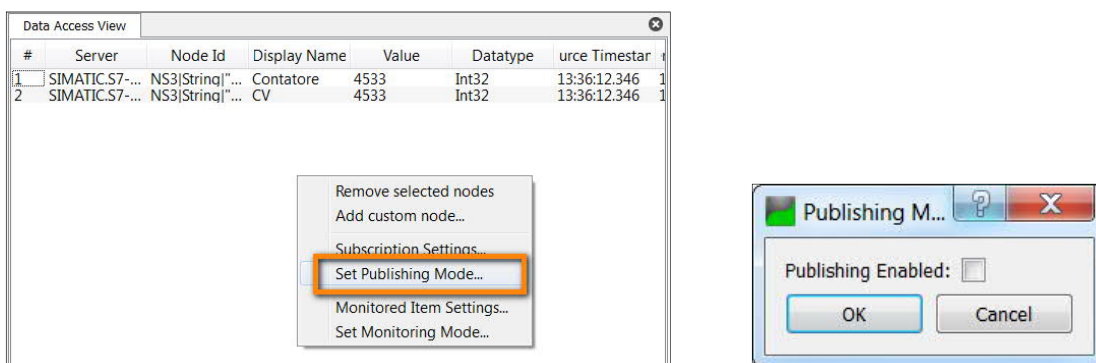 Data Access View
# Server Node Id Display Name Value Datatype urce Timestar
1 SIMATIC.S7-... NS3|String|"... Contatore 4533 Int32 13:36:12.346 1
2 SIMATIC.S7-... NS3|String|"... CV 4533 Int32 13:36:12.346 1
Remove selected nodes
Add custom node...
Subscription Settings...
Set Publishing Mode...
Monitored Item Settings...
Set Monitoring Mode...
Publishing M...
Publishing Enabled:
OK Cancel